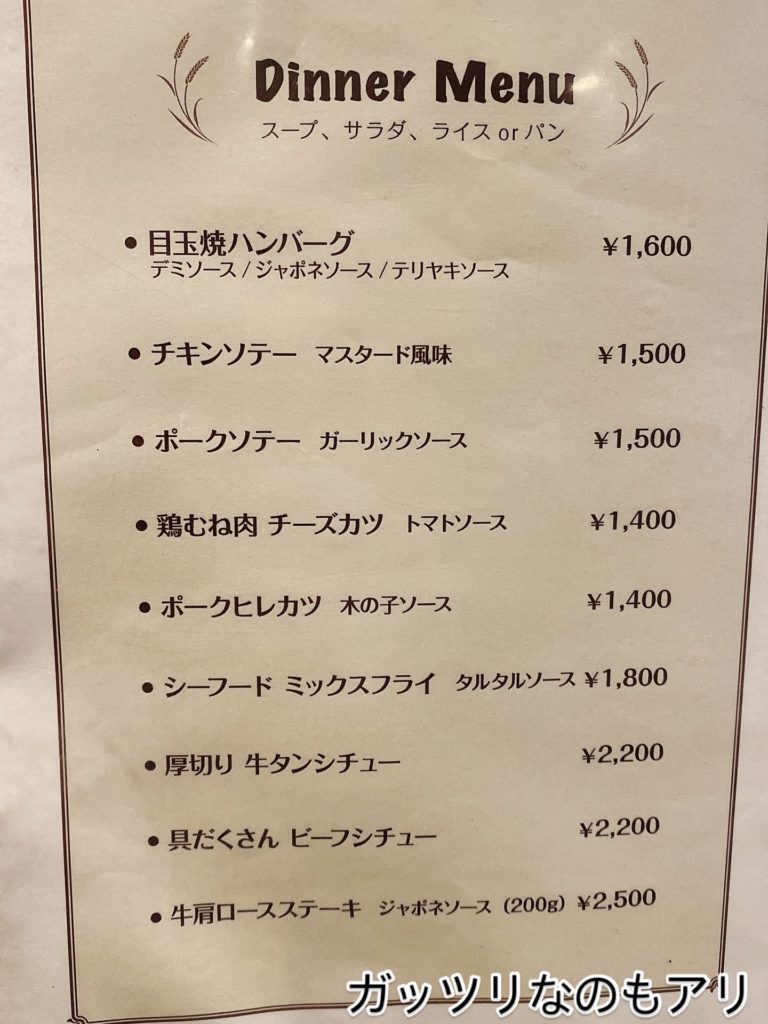 Dinner Menu
スープ、サラダ、ライス or パン
● 目玉焼ハンバーグ ¥1,600
デミソース / ジャポネソース / テリヤキソース
● チキンソテー マスタード風味 ¥1,500
● ポークソテー ガーリックソース ¥1,500
● 鶏むね肉 チーズカツ トマトソース ¥1,400
● ポークヒレカツ 木の子ソース ¥1,400
● シーフード ミックスフライ タルタルソース ¥1,800
● 厚切り 牛タンシチュー ¥2,200
● 具だくさん ビーフシチュー ¥2,200
● 牛肩ロースステーキ ジャポネソース (200g) ¥2,500
ガッツリなのもアリ